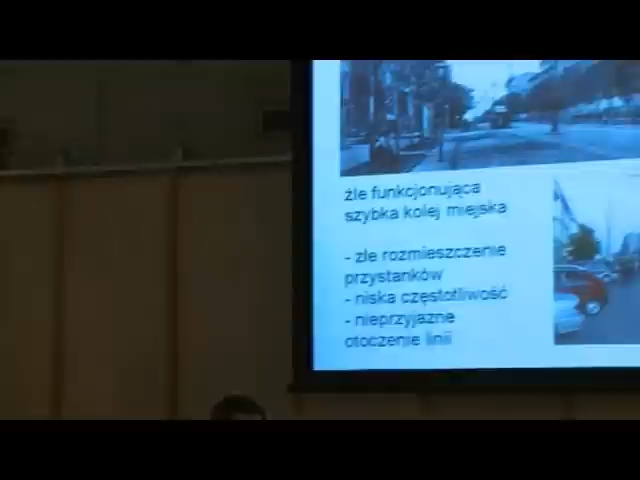 źle funkcjonująca
szybka kolej miejska
- złe rozmieszczenie
przystanków
- niska częstotliwość
- nieprzyjazne
otoczenie linii